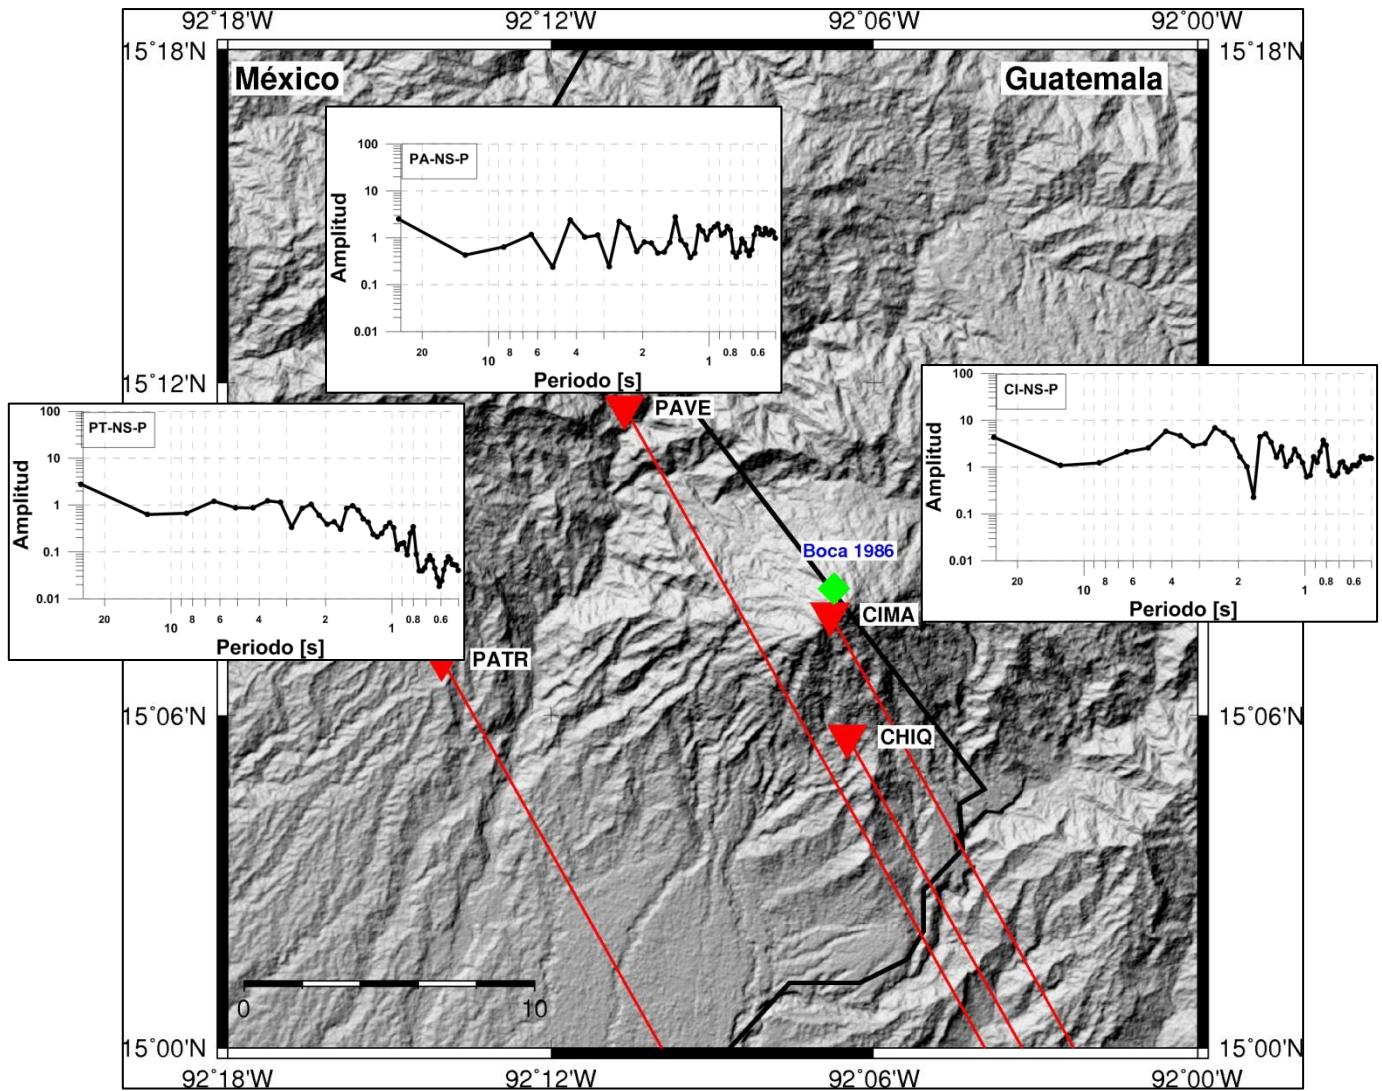 92°18'W 92°12'W 92°06'W 92°00'W
15°18'N 15°18'N
México Guatemala
100
PA-NS-P
10
1
0.1
0.01
Amplitud
20 10 8 6 4 2 1 0.8 0.6
Periodo [s]
15°12'N
PAVE
100
CI-NS-P
10
1
0.1
0.01
Amplitud
20 10 8 6 4 2 1 0.8 0.6
Periodo [s]
100
PT-NS-P
10
1
0.1
0.01
Amplitud
20 10 8 6 4 2 1 0.8 0.6
Periodo [s]
Boca 1986
CIMA
PATR
15°06'N 15°06'N
CHIQ
0 10
15°00'N 15°00'N
92°18'W 92°12'W 92°06'W 92°00'W